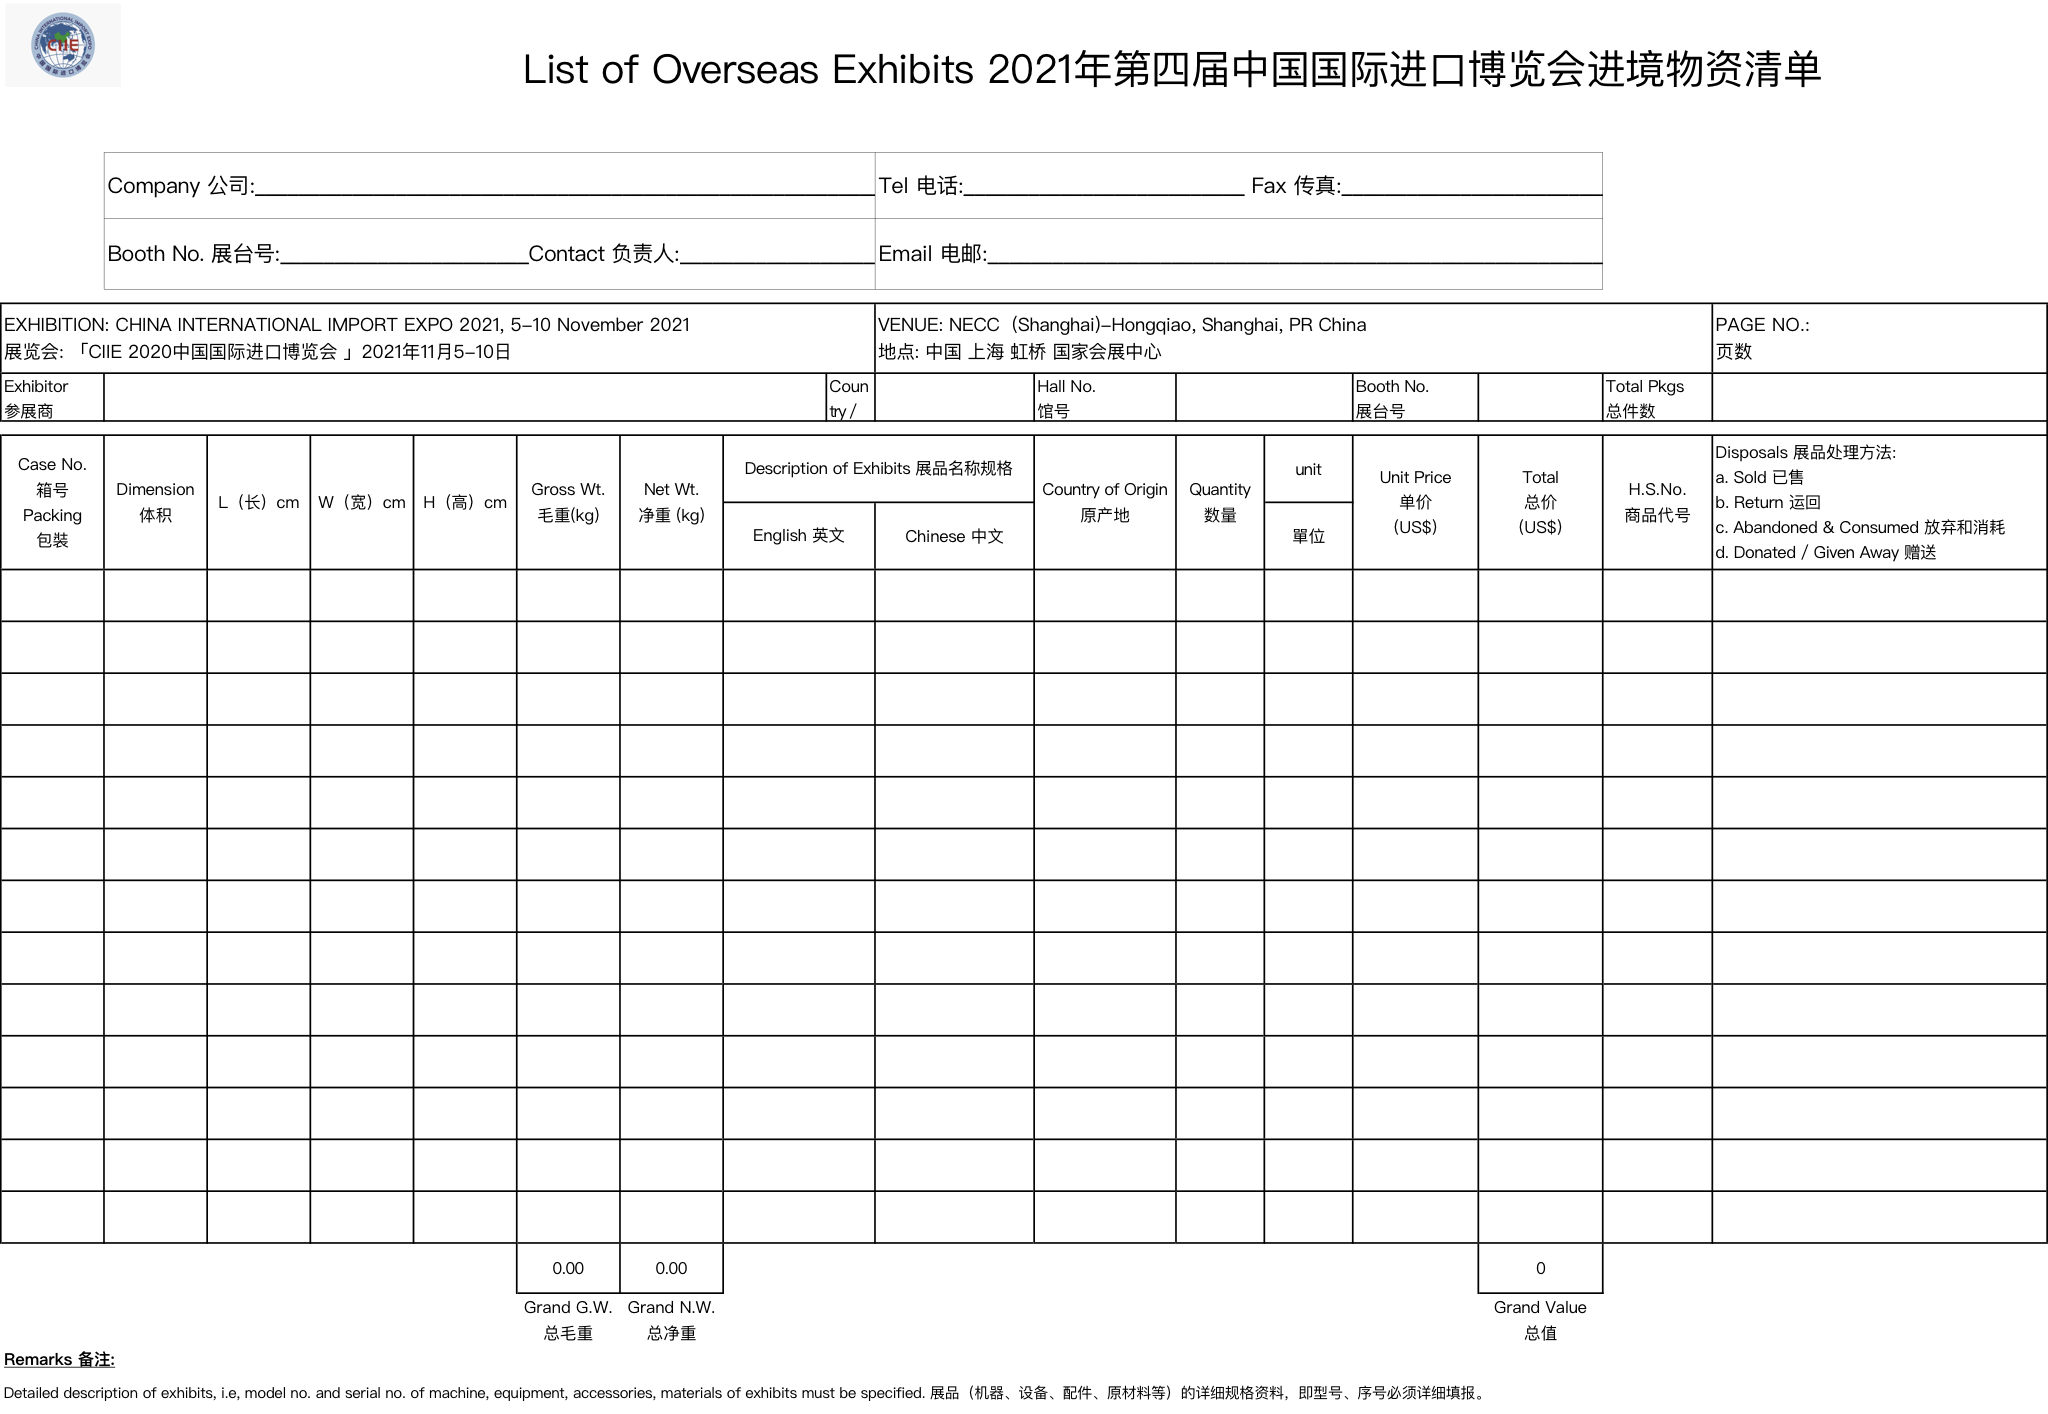 CHINA INTERNATIONAL IMPORT EXPO
CIIE
中国国际进口博览会
List of Overseas Exhibits 2021年第四届中国国际进口博览会进境物资清单
Company 公司:
Tel 电话: Fax 传真:
Booth No. 展台号: Contact 负责人:
Email 电邮:
EXHIBITION: CHINA INTERNATIONAL IMPORT EXPO 2021, 5–10 November 2021
展览会: 「CIIE 2020中国国际进口博览会 」2021年11月5–10日
VENUE: NECC (Shanghai)–Hongqiao, Shanghai, PR China
地点: 中国 上海 虹桥 国家会展中心
PAGE NO.:
页数
Exhibitor
参展商
Coun
try /
Hall No.
馆号
Booth No.
展台号
Total Pkgs
总件数
Case No.
箱号
Packing
包裝
Dimension
体积
L（长）cm
W（宽）cm
H（高）cm
Gross Wt.
毛重(kg)
Net Wt.
净重 (kg)
Description of Exhibits 展品名称规格
English 英文
Chinese 中文
Country of Origin
原产地
Quantity
数量
unit
單位
Unit Price
单价
(US$)
Total
总价
(US$)
H.S.No.
商品代号
Disposals 展品处理方法:
a. Sold 已售
b. Return 运回
c. Abandoned & Consumed 放弃和消耗
d. Donated / Given Away 赠送
0.00
0.00
0
Grand G.W.
总毛重
Grand N.W.
总净重
Grand Value
总值
Remarks 备注:
Detailed description of exhibits, i.e, model no. and serial no. of machine, equipment, accessories, materials of exhibits must be specified. 展品（机器、设备、配件、原材料等）的详细规格资料，即型号、序号必须详细填报。